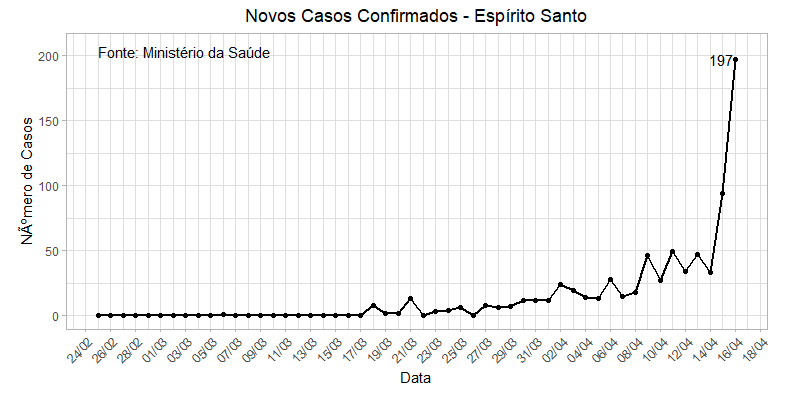 Novos Casos Confirmados - Espírito Santo
Fonte: Ministério da Saúde
197
200
150
100
50
0
NÃºmero de Casos
24/02 26/02 28/02 01/03 03/03 05/03 07/03 09/03 11/03 13/03 15/03 17/03 19/03 21/03 23/03 25/03 27/03 29/03 31/03 02/04 04/04 06/04 08/04 10/04 12/04 14/04 16/04 18/04
Data